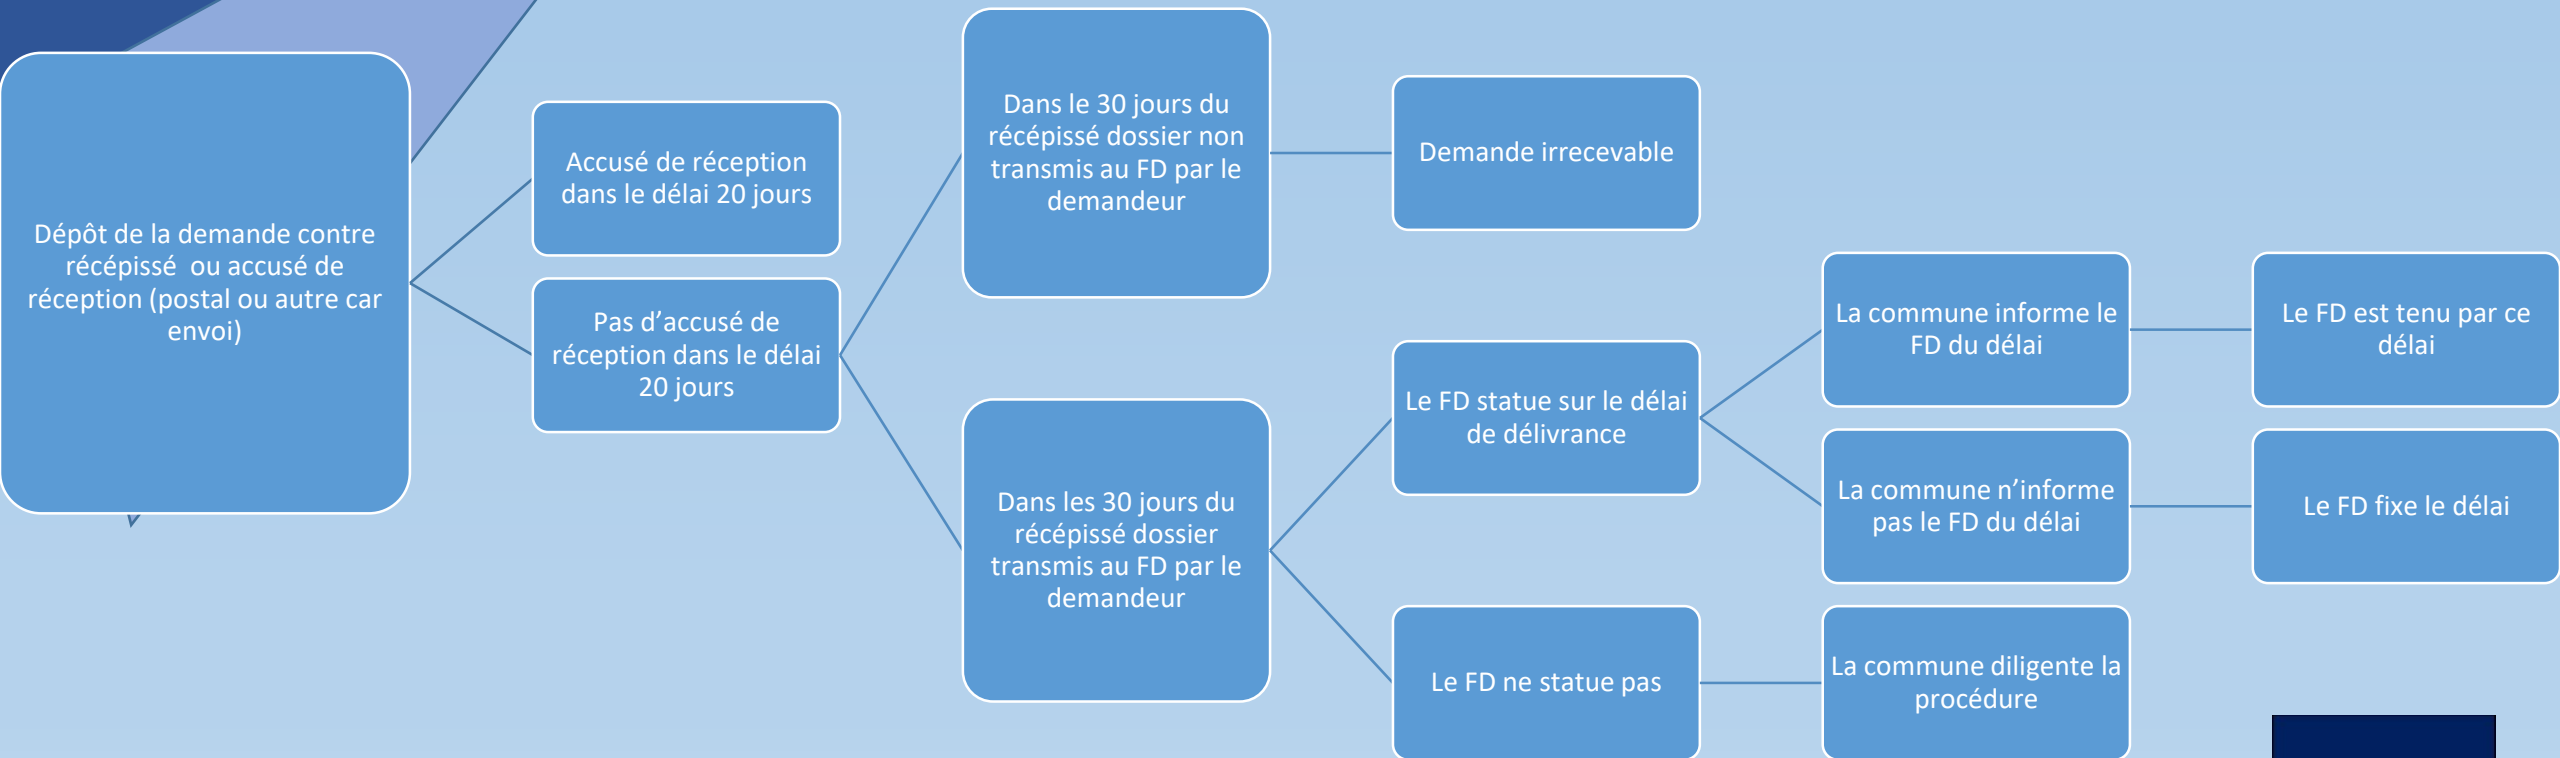 Dépôt de la demande contre
récépissé ou accusé de
réception (postal ou autre car
envoi)
Accusé de réception
dans le délai 20 jours
Pas d’accusé de
réception dans le délai
20 jours
Dans le 30 jours du
récépissé dossier non
transmis au FD par le
demandeur
Demande irrecevable
Dans les 30 jours du
récépissé dossier
transmis au FD par le
demandeur
Le FD statue sur le délai
de délivrance
La commune informe le
FD du délai
Le FD est tenu par ce
délai
La commune n’informe
pas le FD du délai
Le FD fixe le délai
Le FD ne statue pas
La commune diligente la
procédure